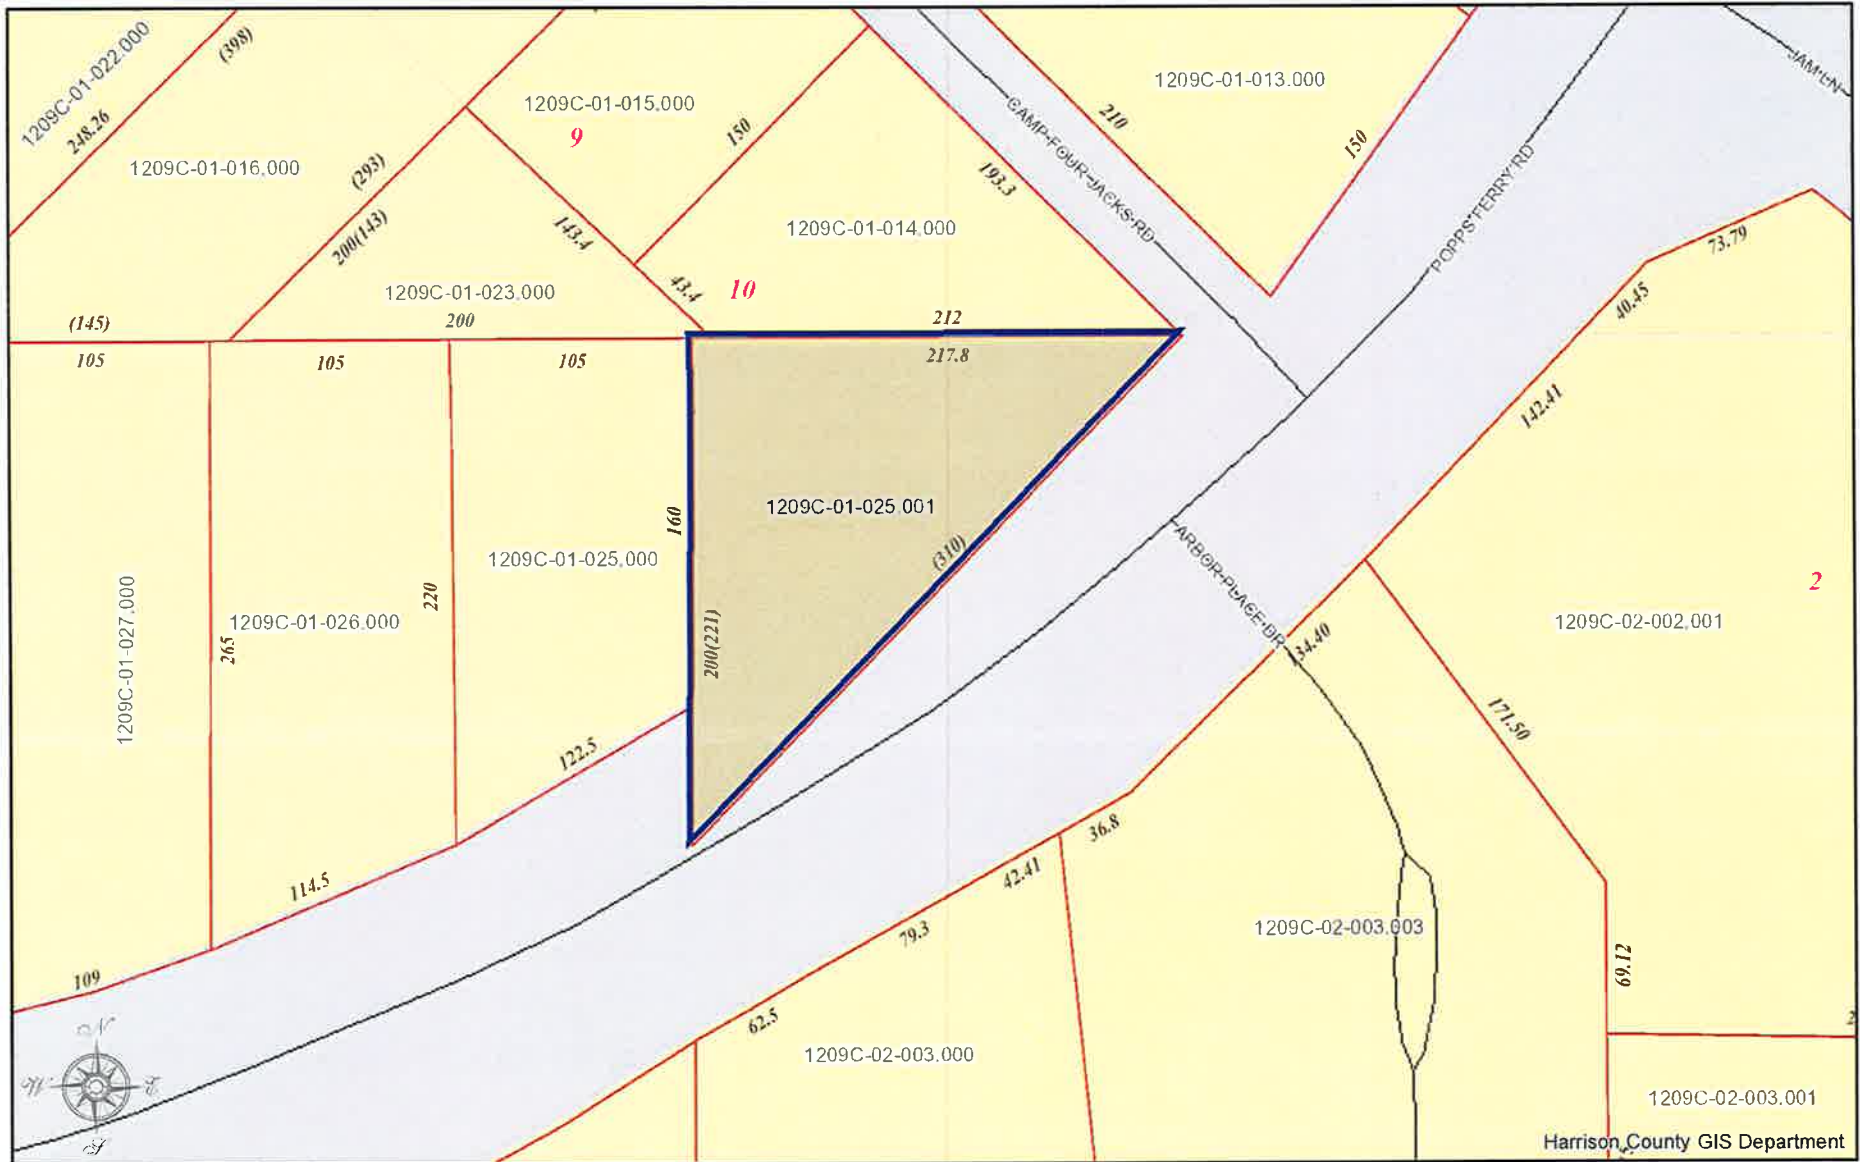 1209C-01-022.000
(398)
248.26
1209C-01-016.000
(293)
200(143)
1209C-01-015.000
9
150
143.4
43.4
1209C-01-014.000
10
193.3
1209C-01-023.000
200
212
217.8
CAMP FOUR JACKS RD
210
1209C-01-013.000
150
POPPS FERRY RD
JAM LN
73.79
40.45
142.41
(145)
105
105
105
160
1209C-01-025.001
(310)
200(221)
1209C-01-025.000
220
1209C-01-026.000
265
1209C-01-027.000
122.5
114.5
109
ARBOR PLACE DR
134.40
2
1209C-02-002.001
171.50
36.8
42.41
79.3
62.5
1209C-02-003.003
69.12
2
1209C-02-003.000
1209C-02-003.001
N
W
E
S
Harrison County GIS Department